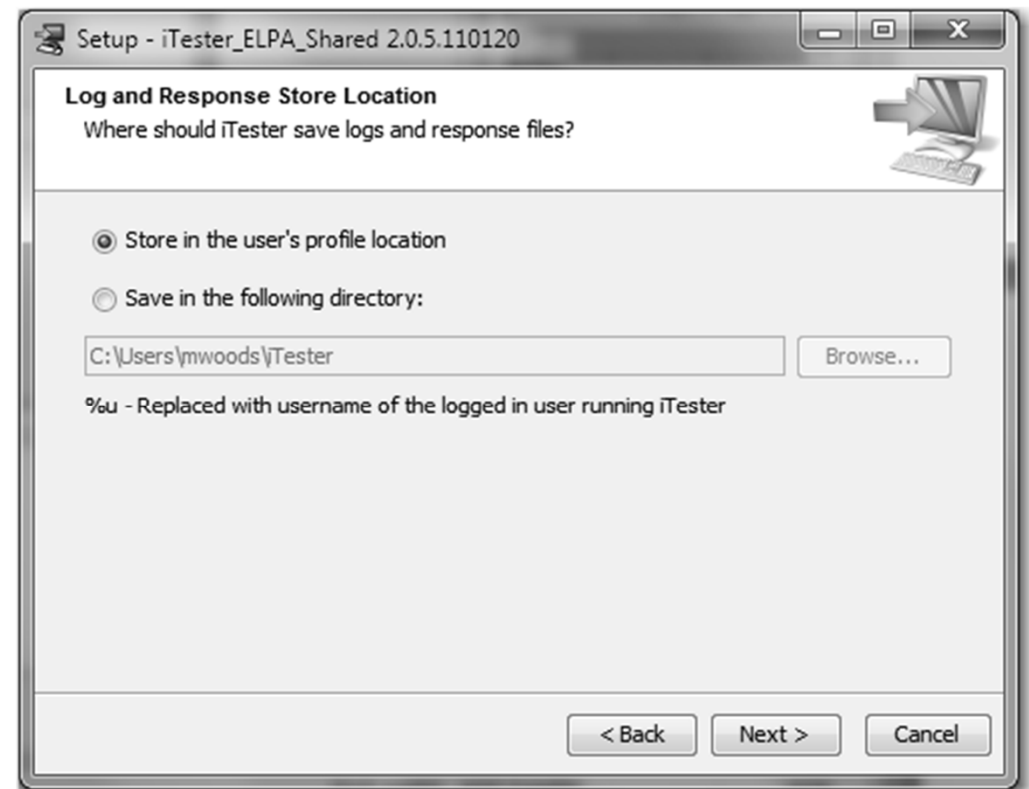 Setup - iTester_ELPA_Shared 2.0.5.110120
Log and Response Store Location
Where should iTester save logs and response files?
Store in the user's profile location
Save in the following directory:
C:\Users\mwoods\iTester
Browse...
%u - Replaced with username of the logged in user running iTester
< Back Next > Cancel